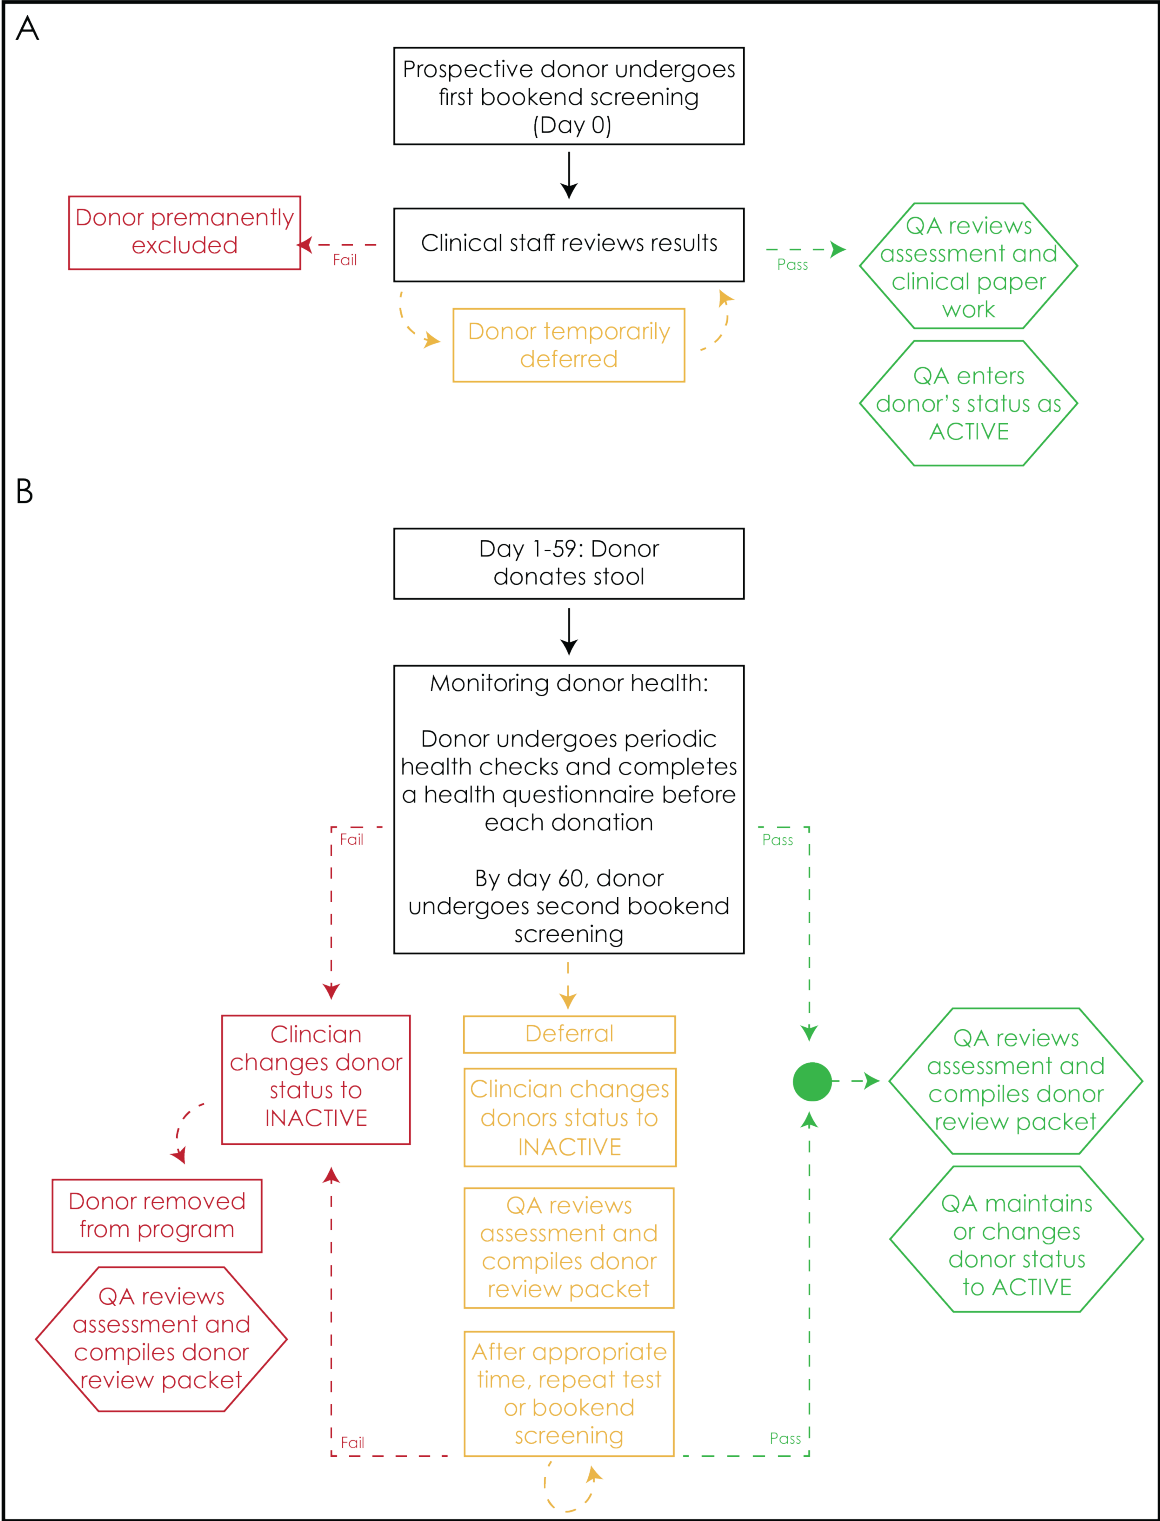 A
Prospective donor undergoes
first bookend screening
(Day 0)
Donor premanently
excluded
Fail
Clinical staff reviews results
Pass
QA reviews
assessment and
clinical paper
work
Donor temporarily
deferred
QA enters
donor's status as
ACTIVE
B
Day 1-59: Donor
donates stool
Monitoring donor health:
Donor undergoes periodic
health checks and completes
a health questionnaire before
each donation
By day 60, donor
undergoes second bookend
screening
Fail
Pass
Clincian
changes donor
status to
INACTIVE
Donor removed
from program
QA reviews
assessment and
compiles donor
review packet
Deferral
Clincian changes
donors status to
INACTIVE
QA reviews
assessment and
compiles donor
review packet
After appropriate
time, repeat test
or bookend
screening
Fail
Pass
QA reviews
assessment and
compiles donor
review packet
QA maintains
or changes
donor status
to ACTIVE